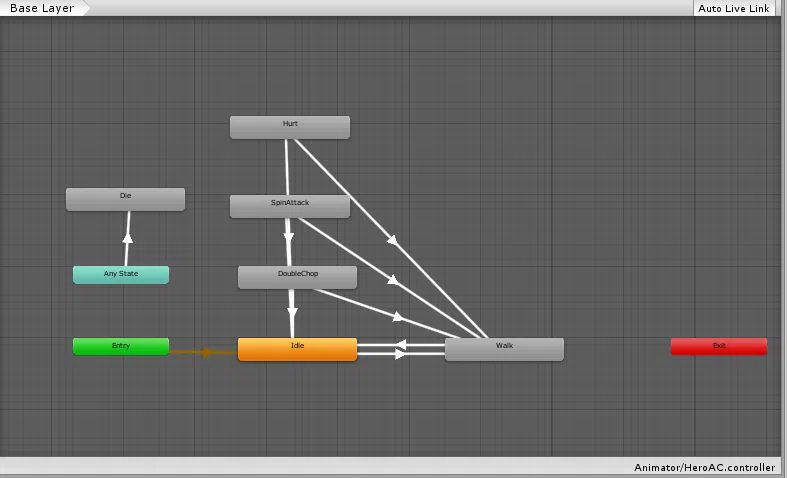 Base Layer
Auto Live Link
Hurt
Die
SpinAttack
Any State
DoubleChop
Entry
Idle
Walk
Exit
Animator/HeroAC.controller